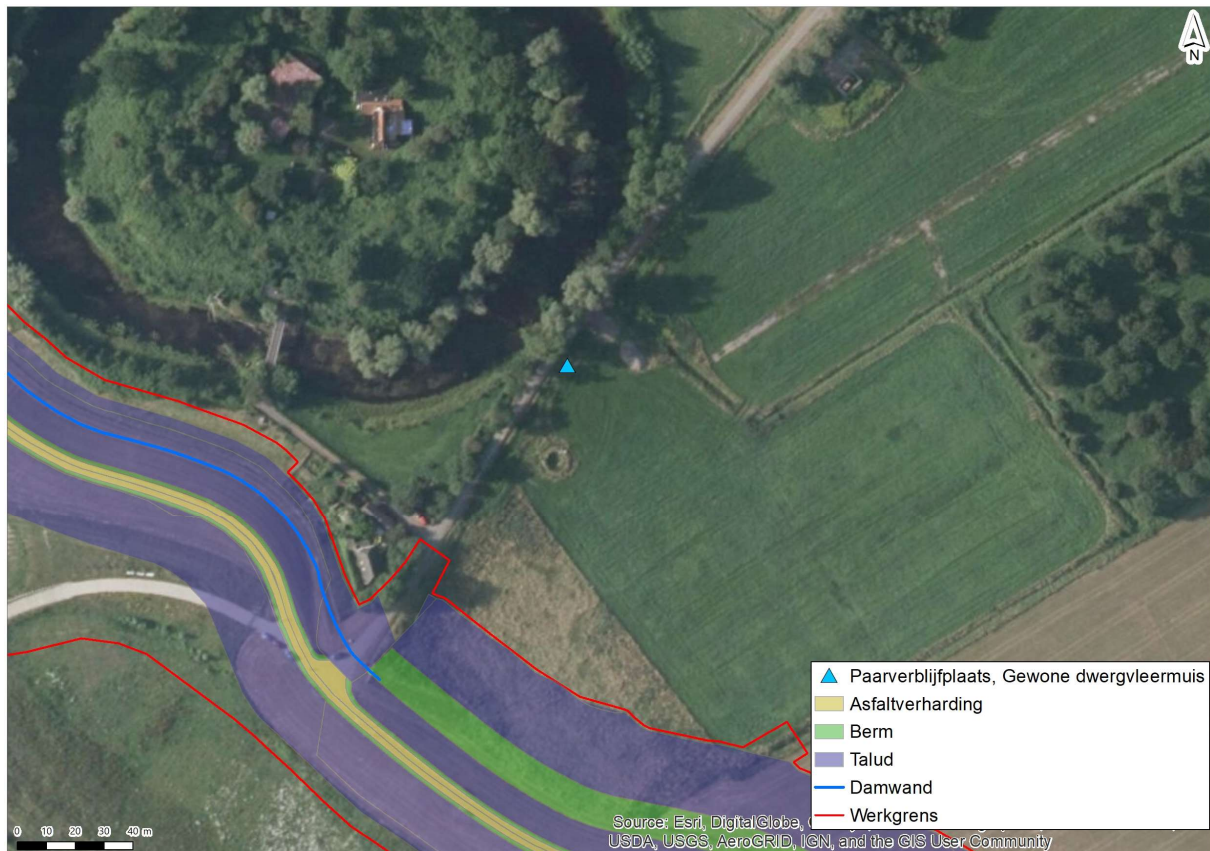 N
Paarverblijfplaats, Gewone dwergvleermuis
Asfaltverharding
Berm
Talud
Damwand
Werkgrens
0 10 20 30 40 m
Source: Esri, DigitalGlobe,
USDA, USGS, AeroGRID, IGN, and the GIS User Community